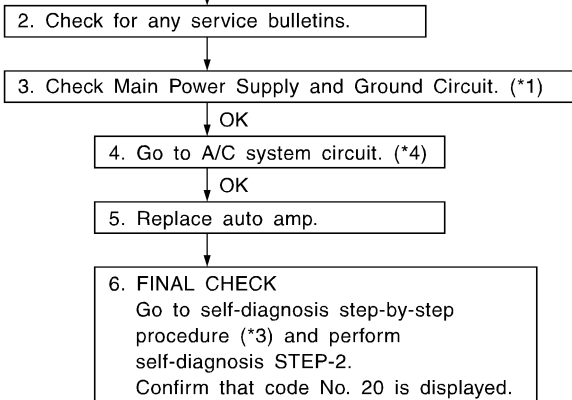 2. Check for any service bulletins.
3. Check Main Power Supply and Ground Circuit. (*1)
OK
4. Go to A/C system circuit. (*4)
OK
5. Replace auto amp.
6. FINAL CHECK
Go to self-diagnosis step-by-step
procedure (*3) and perform
self-diagnosis STEP-2.
Confirm that code No. 20 is displayed.